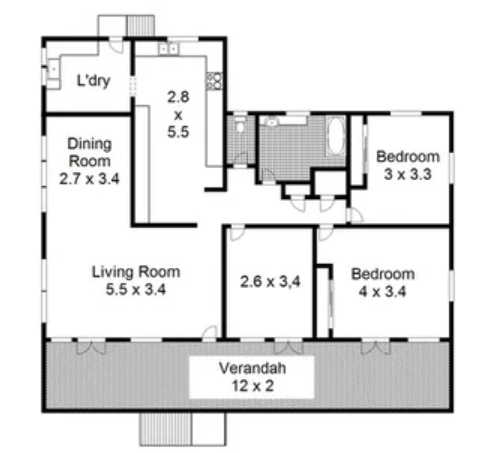 L'dry
2.8
x
5.5
Dining
Room
2.7 x 3.4
Bedroom
3 x 3.3
Living Room
5.5 x 3.4
2.6 x 3,4
Bedroom
4 x 3.4
Verandah
12 x 2